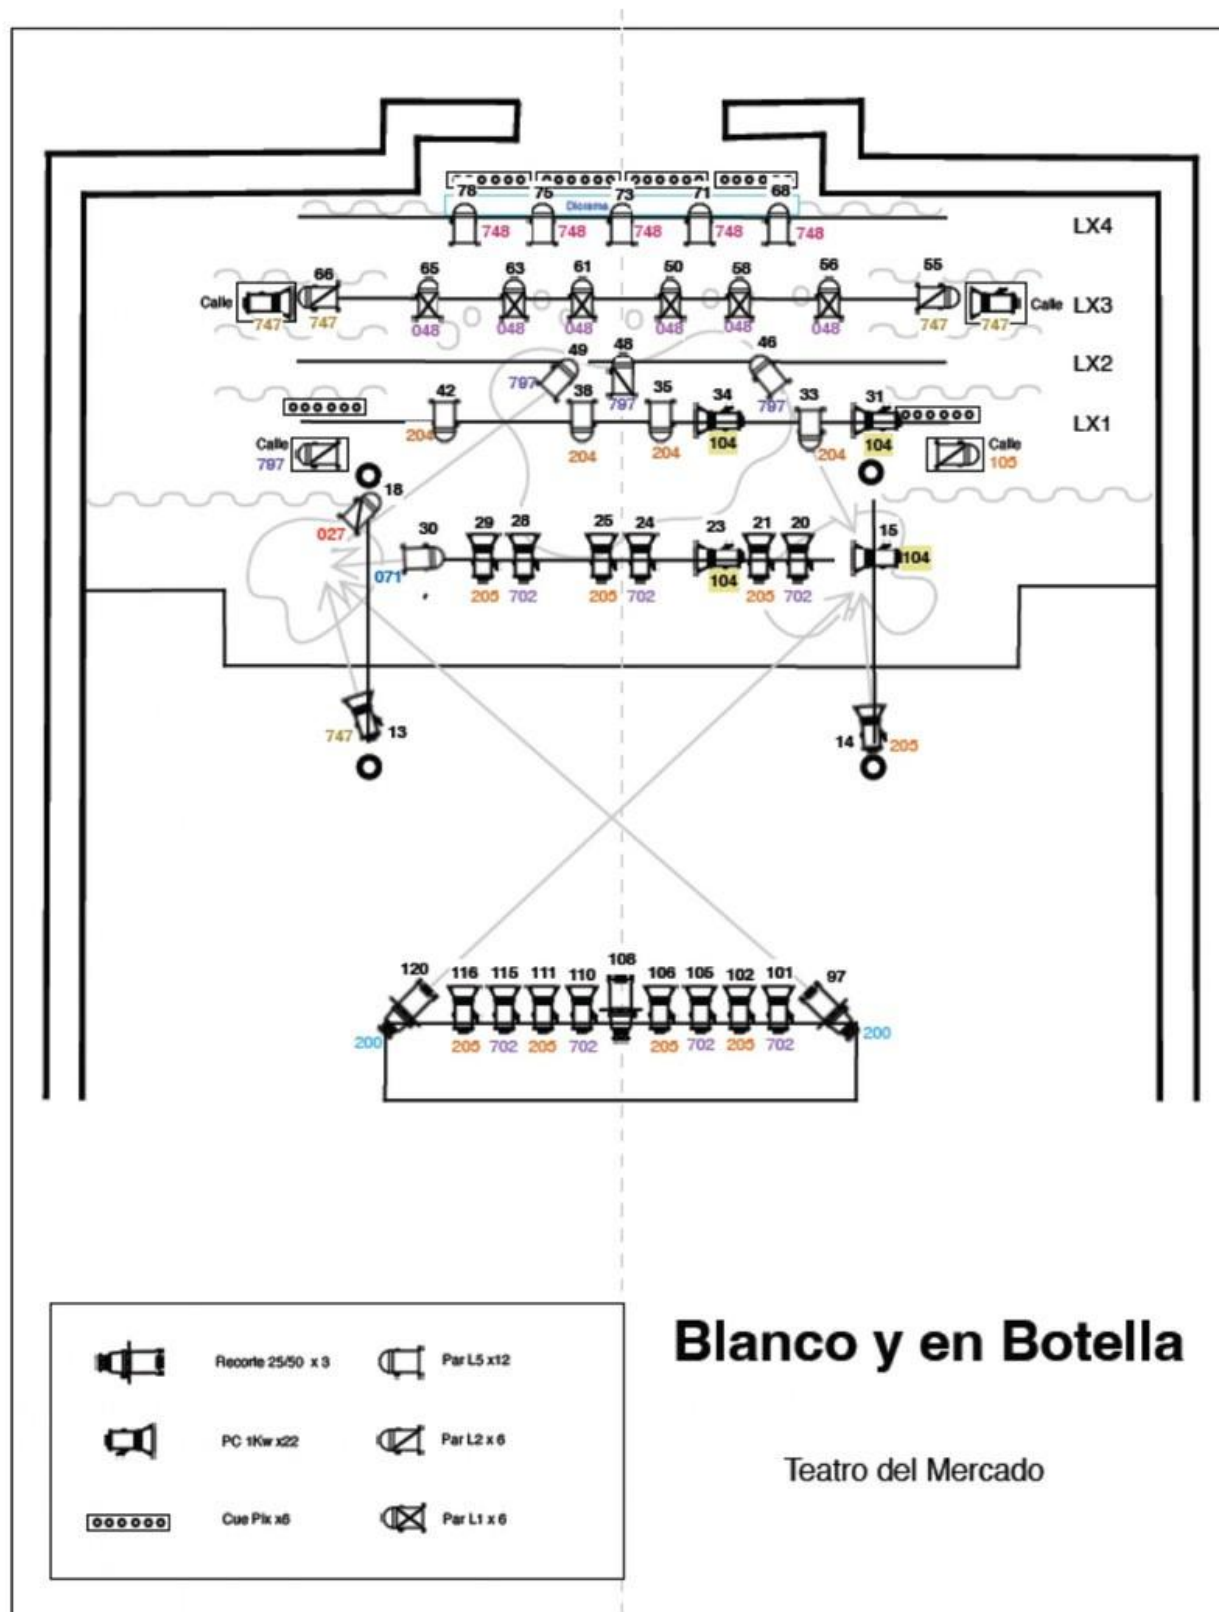 78 75 73 71 68
Diorama
748 748 748 748 748
LX4
66 65 63 61 50 58 56 55
Calle Calle LX3
747 747 048 048 048 048 048 048 747 747
49 48 46
LX2
797 797 797
42 38 35 34 33 31
LX1
204 204 204 104 204 104
Calle Calle
797 105
18
027
30 29 28 25 24 23 21 20 15
104
071 205 702 205 702 104 205 702
747 13 14 205
120 116 115 111 110 108 106 105 102 101 97
200 205 702 205 702 205 702 205 702 200
Recorte 25/50 x 3 Par L5 x12
PC 1Kw x22 Par L2 x 6
Cue Pix x6 Par L1 x 6
Blanco y en Botella
Teatro del Mercado